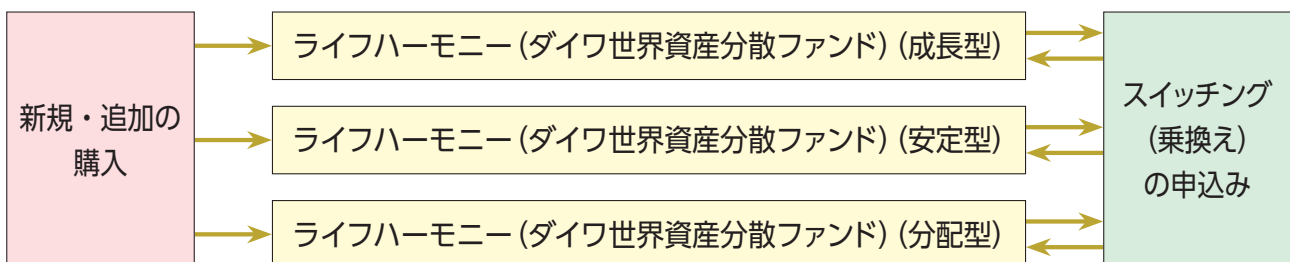 新規・追加の
購入
ライフハーモニー(ダイワ世界資産分散ファンド)(成長型)
ライフハーモニー(ダイワ世界資産分散ファンド)(安定型)
ライフハーモニー(ダイワ世界資産分散ファンド)(分配型)
スイッチング
(乗換え)
の申込み